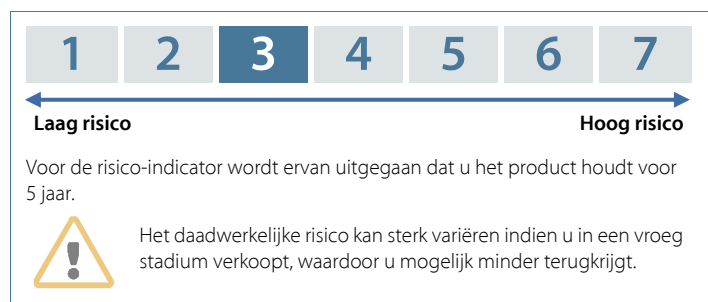 1 2 3 4 5 6 7
Laag risico Hoog risico
Voor de risico-indicator wordt ervan uitgegaan dat u het product houdt voor
5 jaar.
Het daadwerkelijke risico kan sterk variëren indien u in een vroeg
stadium verkoopt, waardoor u mogelijk minder terugkrijgt.